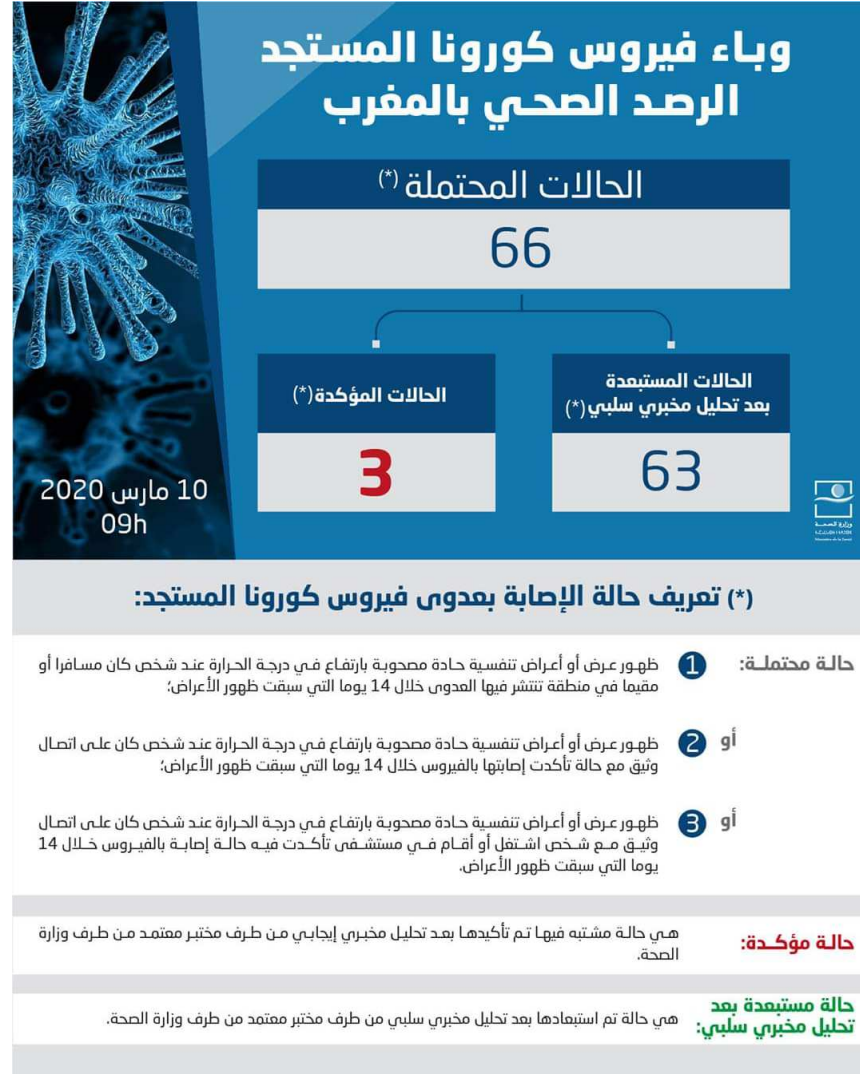 وباء فيروس كورونا المستجد
الرصد الصحي بالمغرب
الحالات المحتملة (*)
66
الحالات المستبعدة
بعد تحليل مخبري سلبي (*)
63
الحالات المؤكدة (*)
3
10 مارس 2020
09h
وزارة الصحة
(*) تعريف حالة الإصابة بعدوى فيروس كورونا المستجد:
حالة محتملة: 1 ظهور عرض أو أعراض تنفسية حادة مصحوبة بارتفاع في درجة الحرارة عند شخص كان مسافرا أو
مقيما في منطقة تنتشر فيها العدوى خلال 14 يوما التي سبقت ظهور الأعراض؛
أو 2 ظهور عرض أو أعراض تنفسية حادة مصحوبة بارتفاع في درجة الحرارة عند شخص كان على اتصال
وثيق مع حالة تأكدت إصابتها بالفيروس خلال 14 يوما التي سبقت ظهور الأعراض؛
أو 3 ظهور عرض أو أعراض تنفسية حادة مصحوبة بارتفاع في درجة الحرارة عند شخص كان على اتصال
وثيق مع شخص اشتغل أو أقام في مستشفى تأكدت فيه حالة إصابة بالفيروس خلال 14
يوما التي سبقت ظهور الأعراض.
حالة مؤكدة: هي حالة مشتبه فيها تم تأكيدها بعد تحليل مخبري إيجابي من طرف مختبر معتمد من طرف وزارة
الصحة.
حالة مستبعدة بعد
تحليل مخبري سلبي: هي حالة تم استبعادها بعد تحليل مخبري سلبي من طرف مختبر معتمد من طرف وزارة الصحة.